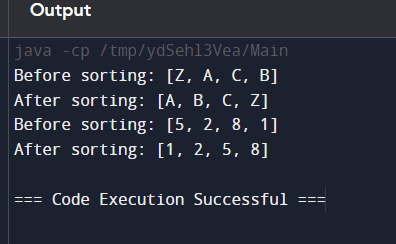 Output
java -cp /tmp/ydSehl3Vea/Main
Before sorting: [Z, A, C, B]
After sorting: [A, B, C, Z]
Before sorting: [5, 2, 8, 1]
After sorting: [1, 2, 5, 8]
=== Code Execution Successful ===